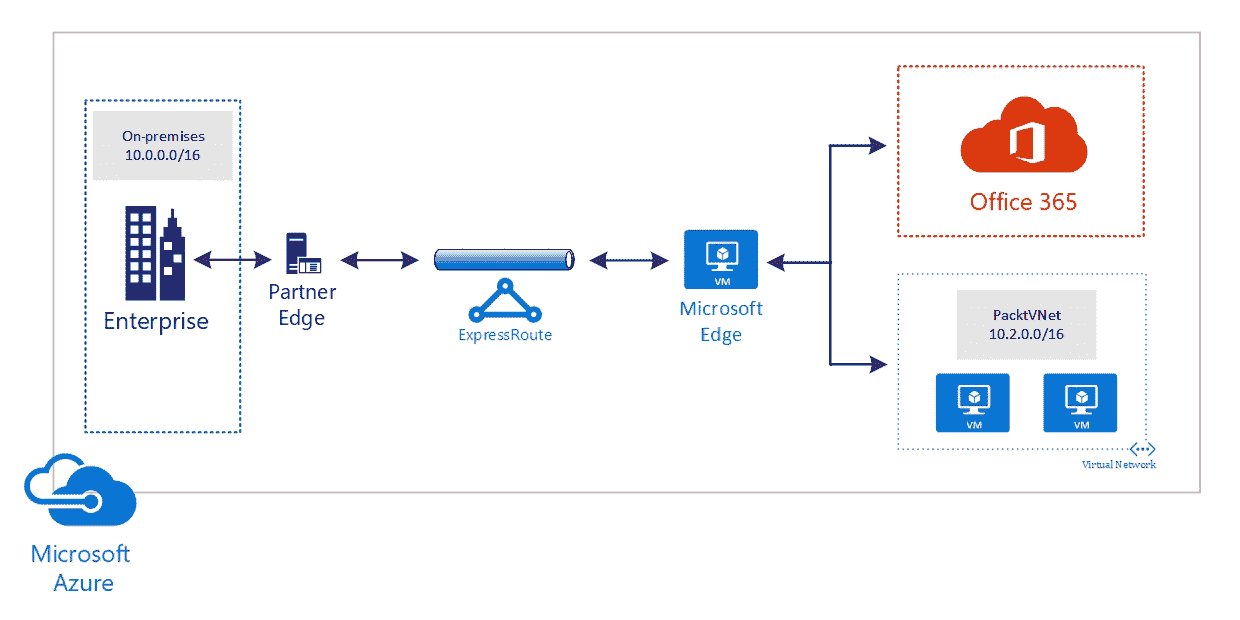 On-premises
10.0.0.0/16
Enterprise
Partner
Edge
ExpressRoute
VM
Microsoft
Edge
Office 365
PacktVNet
10.2.0.0/16
VM
VM
Virtual Network
Microsoft
Azure